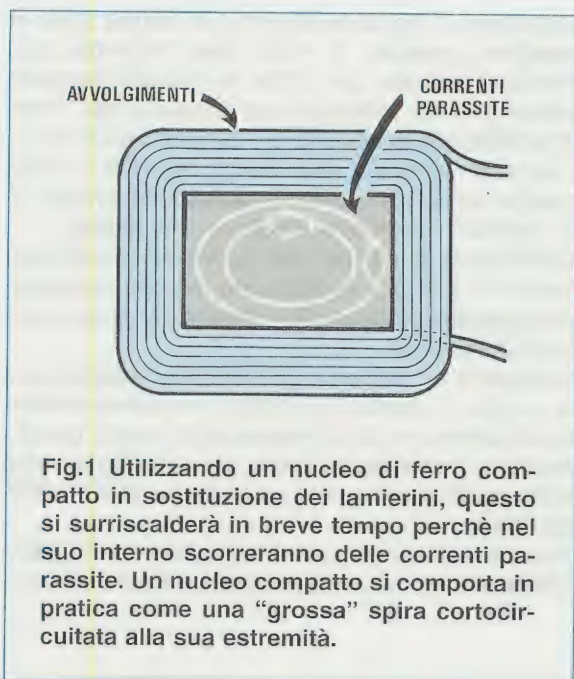 AVVOLGIMENTI
CORRENTI
PARASSITE
Fig.1 Utilizzando un nucleo di ferro com-
patto in sostituzione dei lamierini, questo
si surriscalderà in breve tempo perchè nel
suo interno scorreranno delle correnti pa-
rassite. Un nucleo compatto si comporta in
pratica come una “grossa” spira cortocir-
cuitata alla sua estremità.